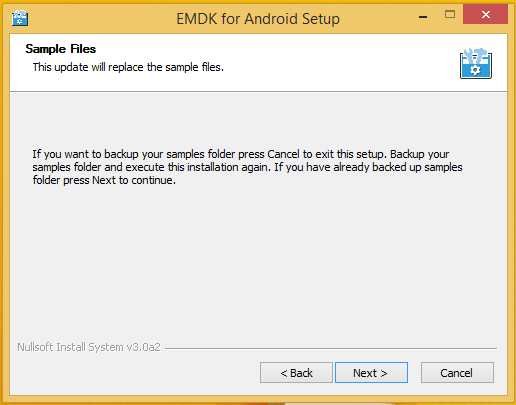 EMDK for Android Setup
Sample Files
This update will replace the sample files.
If you want to backup your samples folder press Cancel to exit this setup. Backup your
samples folder and execute this installation again. If you have already backed up samples
folder press Next to continue.
Nullsoft Install System v3.0a2
< Back
Next >
Cancel